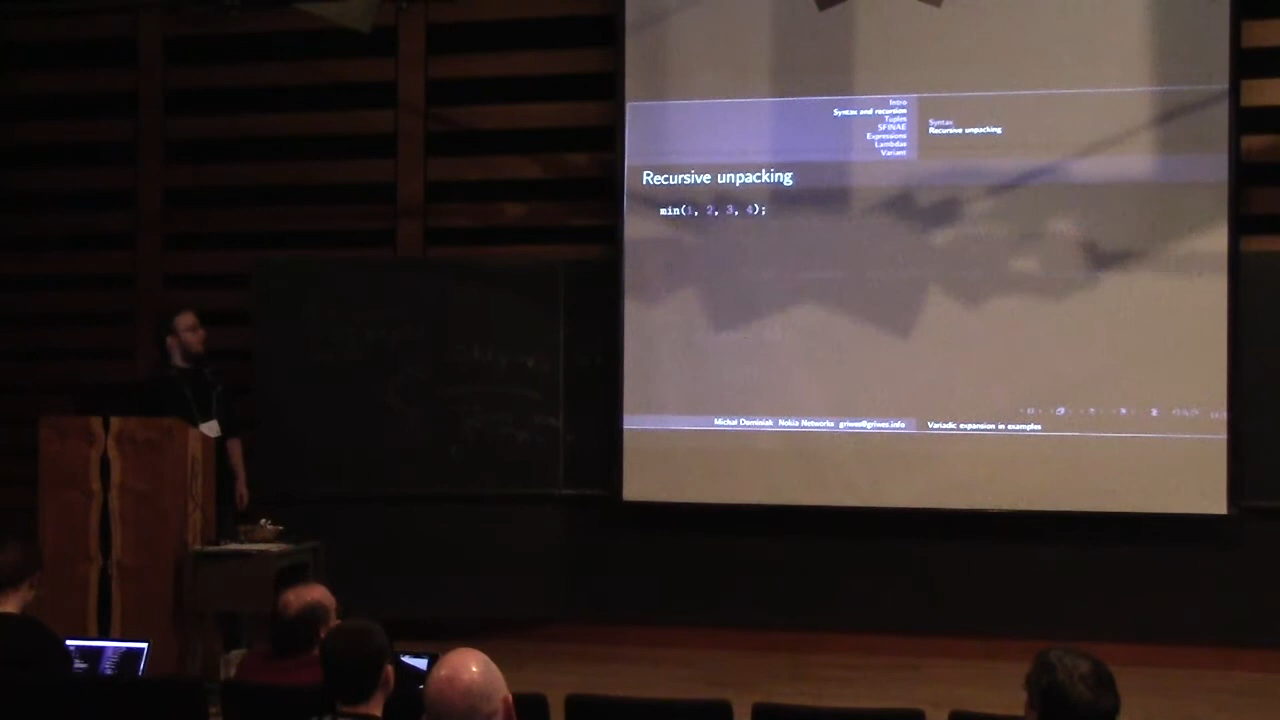 Intro
Syntax and recursion
Tuples
SFINAE
Expressions
Lambdas
Variant
Syntax
Recursive unpacking
Recursive unpacking
min(1, 2, 3, 4);
Michał Dominiak Nokia Networks griwes@griwes.info
Variadic expansion in examples